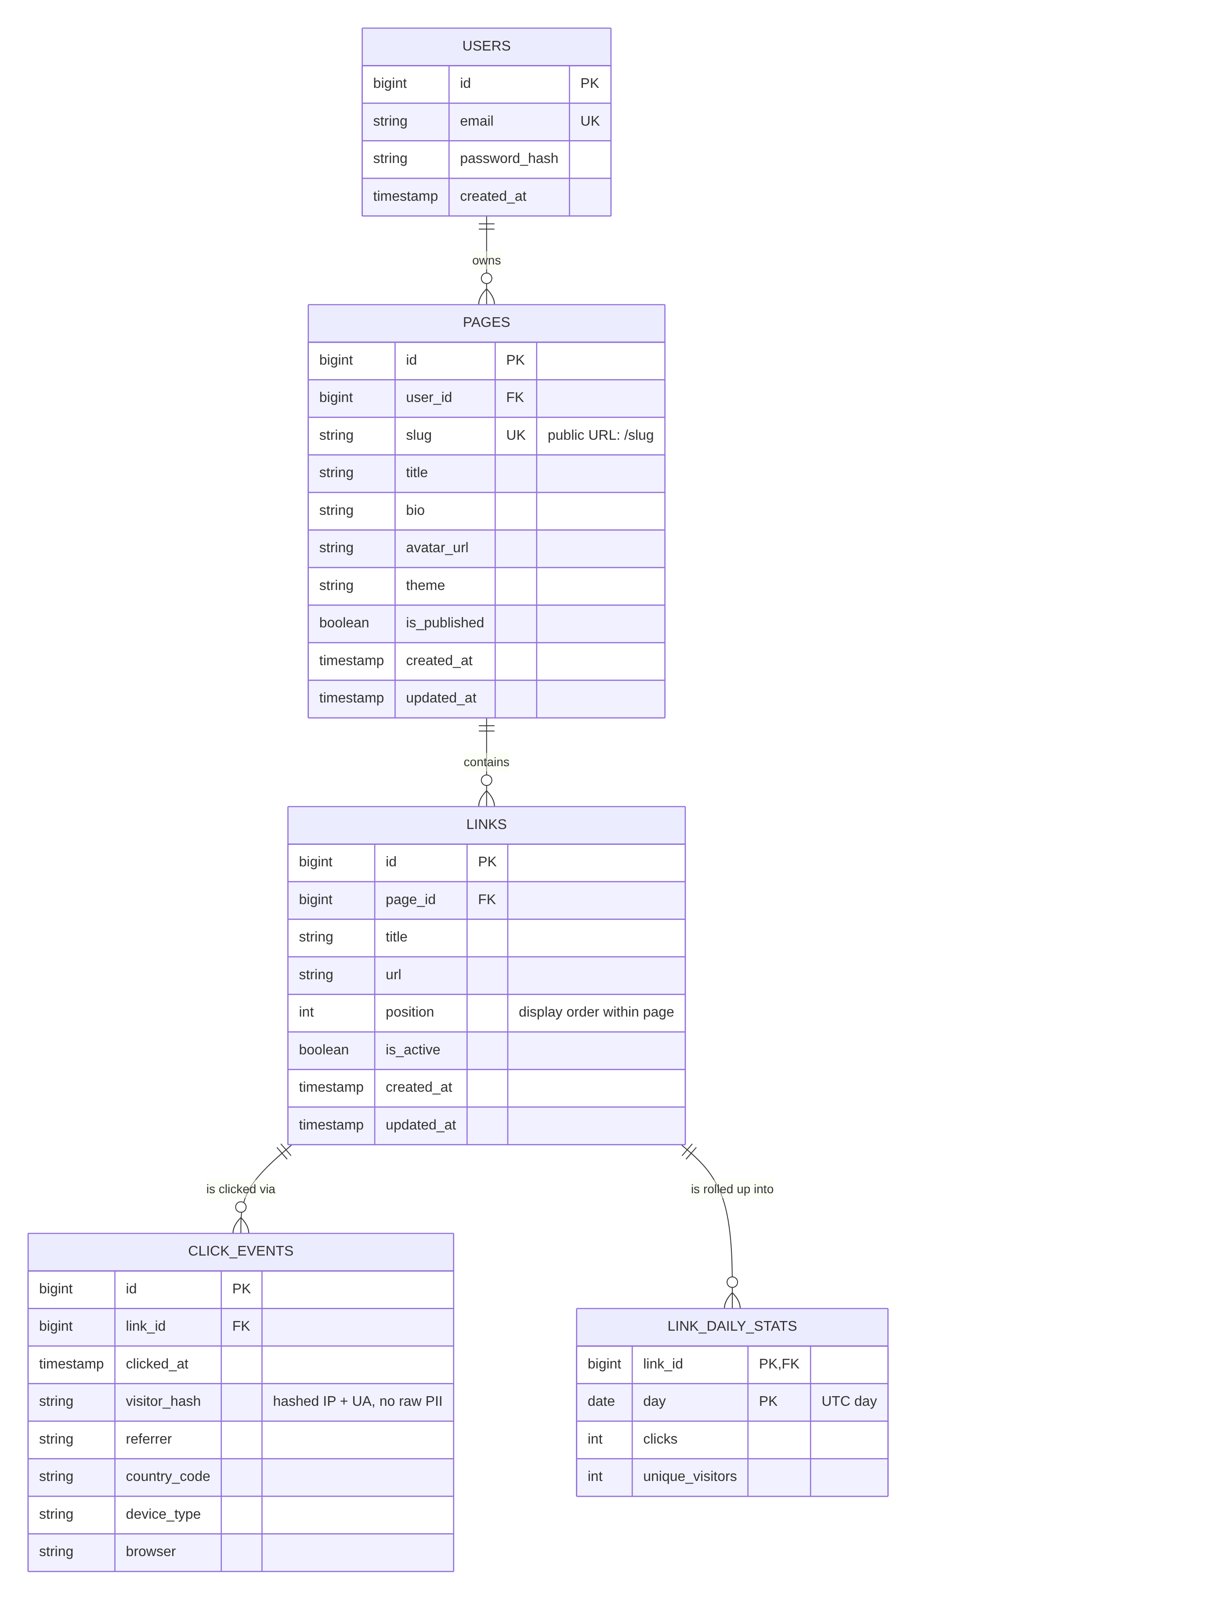 USERS
bigint id PK
string email UK
string password_hash
timestamp created_at
owns
PAGES
bigint id PK
bigint user_id FK
string slug UK public URL: /slug
string title
string bio
string avatar_url
string theme
boolean is_published
timestamp created_at
timestamp updated_at
contains
LINKS
bigint id PK
bigint page_id FK
string title
string url
int position display order within page
boolean is_active
timestamp created_at
timestamp updated_at
is clicked via
is rolled up into
CLICK_EVENTS
bigint id PK
bigint link_id FK
timestamp clicked_at
string visitor_hash hashed IP + UA, no raw PII
string referrer
string country_code
string device_type
string browser
LINK_DAILY_STATS
bigint link_id PK,FK
date day PK UTC day
int clicks
int unique_visitors